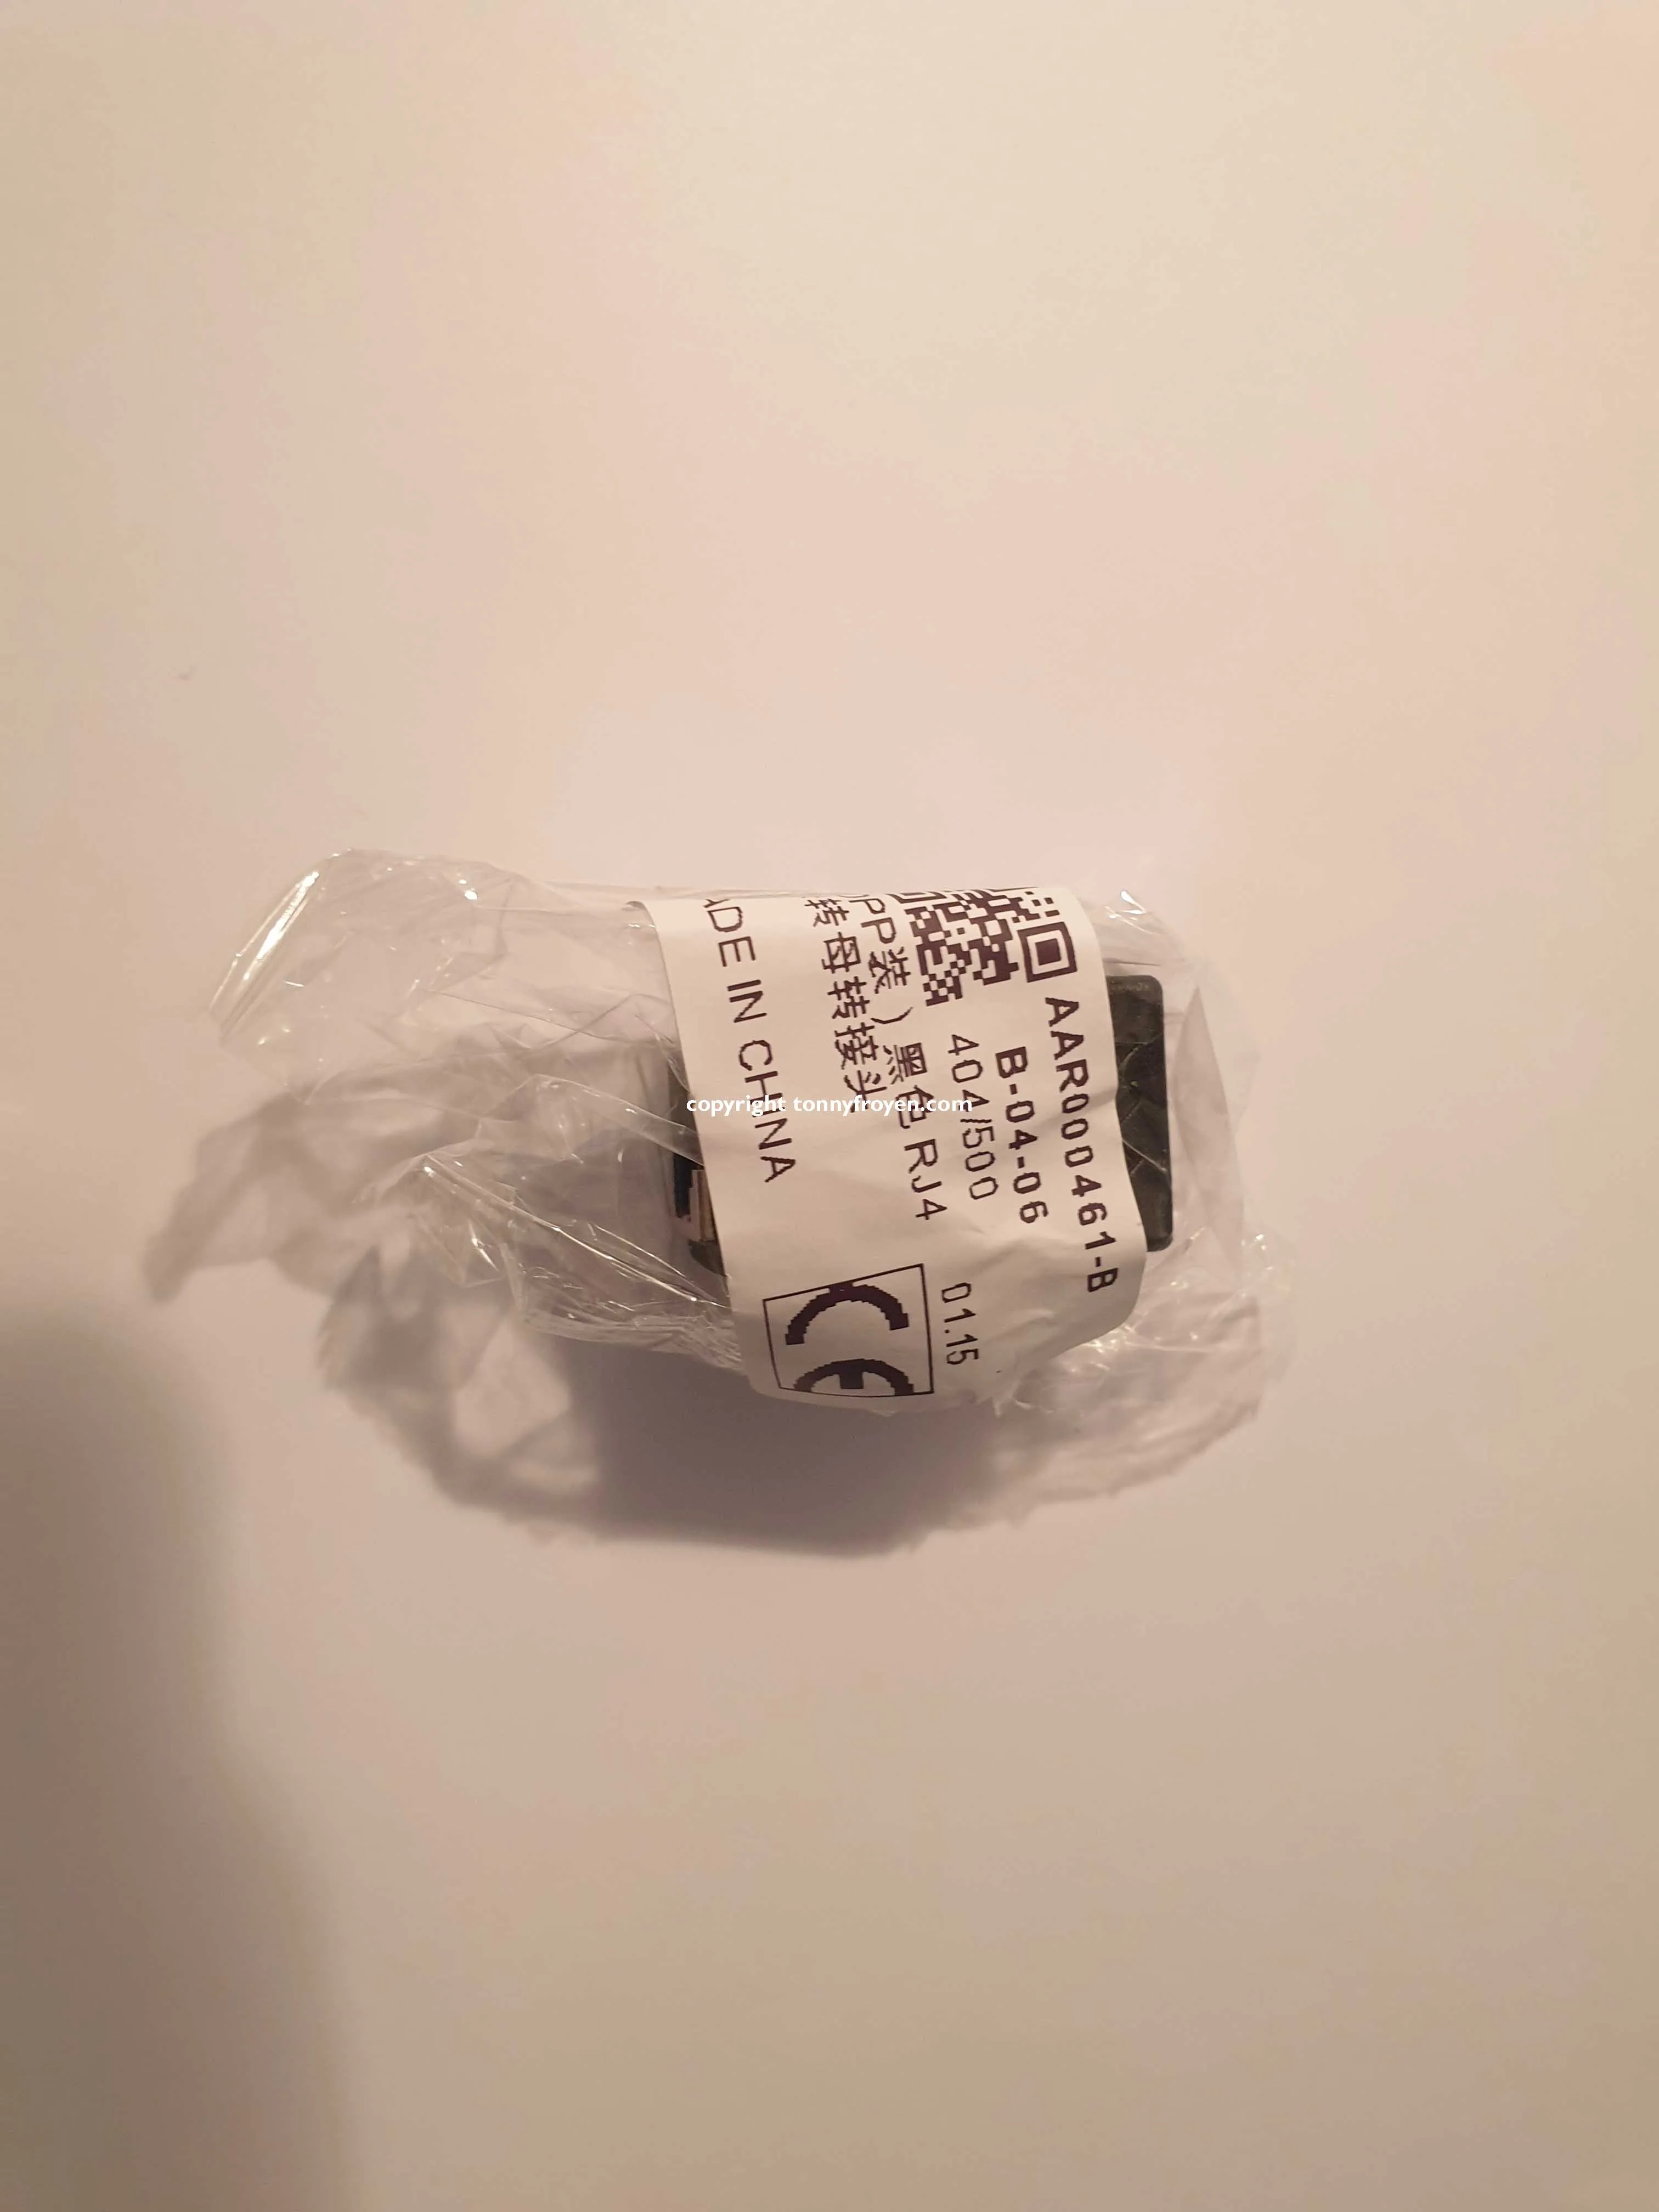 AAR000461-B
B-04-06
404/500 01.15
PP装）黑色 RJ4
转母转接头
ADE IN CHINA
CE
copyright tonnyfroyen.com